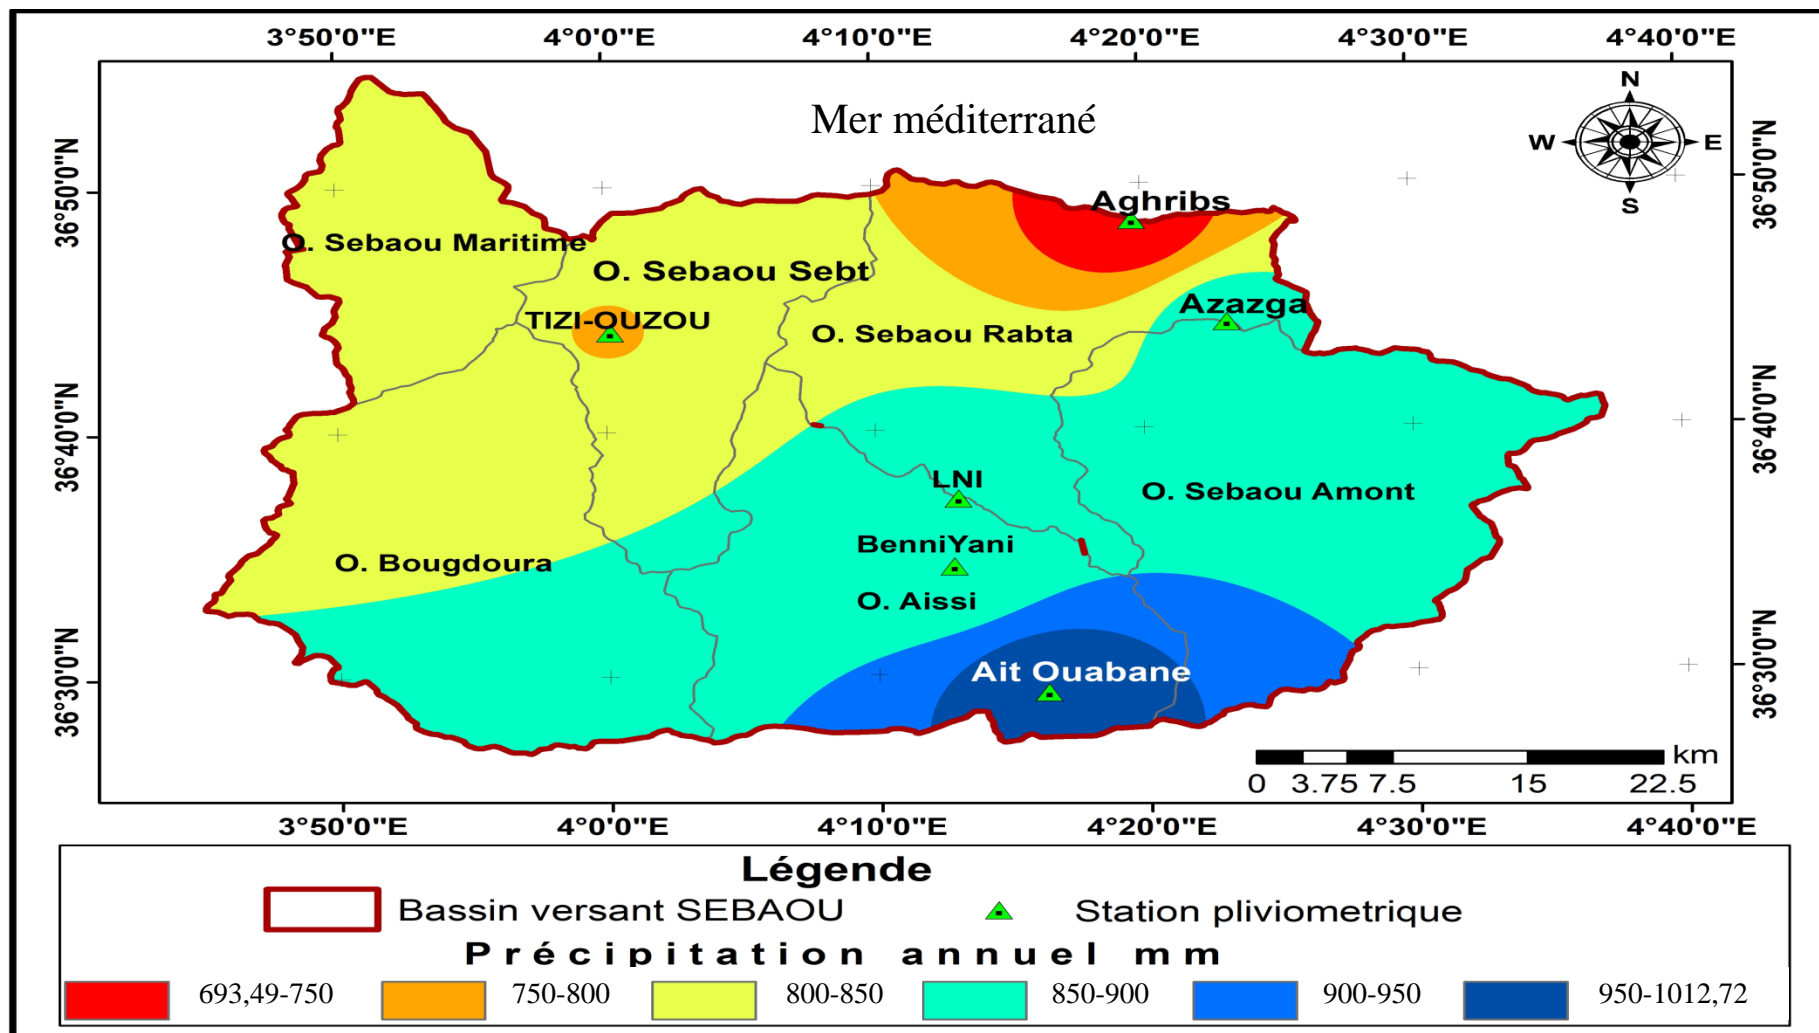 3°50'0"E 4°0'0"E 4°10'0"E 4°20'0"E 4°30'0"E 4°40'0"E
N
W E
S
Mer méditerrané
36°50'0"N
36°50'0"N
Aghribs
O. Sebaou Maritime
O. Sebaou Sebt
Azazga
TIZI-OUZOU
O. Sebaou Rabta
36°40'0"N
36°40'0"N
LNI
O. Sebaou Amont
BenniYani
O. Bougdoura
O. Aissi
36°30'0"N
36°30'0"N
Ait Ouabane
km
0 3.75 7.5 15 22.5
3°50'0"E 4°0'0"E 4°10'0"E 4°20'0"E 4°30'0"E 4°40'0"E
Légende
Bassin versant SEBAOU Station pliviometrique
Précipitation annuel mm
693,49-750 750-800 800-850 850-900 900-950 950-1012,72